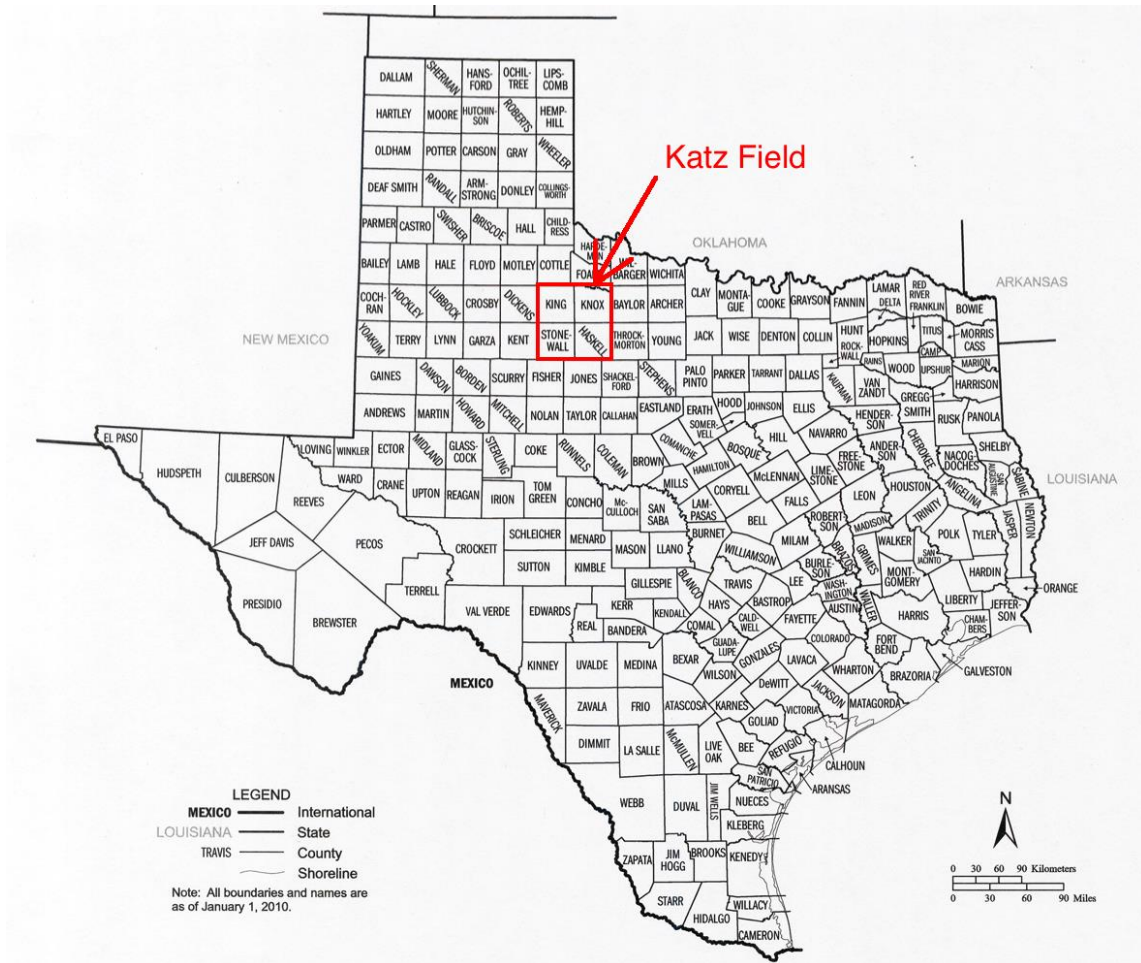 Katz Field
OKLAHOMA
ARKANSAS
NEW MEXICO
LOUISIANA
MEXICO
DALLAM
SHERMAN
HANS-
FORD
OCHIL-
TREE
LIPS-
COMB
HARTLEY
MOORE
HUTCHIN-
SON
ROBERTS
HEMP-
HILL
OLDHAM
POTTER
CARSON
GRAY
WHEELER
DEAF SMITH
RANDALL
ARM-
STRONG
DONLEY
COLLINGS-
WORTH
PARMER
CASTRO
SWISHER
BRISCOE
HALL
CHILD-
RESS
HARDE-
MAN
BAILEY
LAMB
HALE
FLOYD
MOTLEY
COTTLE
FOA
WIL-
BARGER
WICHITA
COCH-
RAN
HOCKLEY
LUBBOCK
CROSBY
DICKENS
KING
KNOX
BAYLOR
ARCHER
CLAY
MONTA-
GUE
COOKE
GRAYSON
FANNIN
LAMAR
DELTA
RED
RIVER
FRANKLIN
BOWIE
YOAKUM
TERRY
LYNN
GARZA
KENT
STONE-
WALL
HASKELL
THROCK-
MORTON
YOUNG
JACK
WISE
DENTON
COLLIN
HUNT
ROCK-
WALL
HOPKINS
TITUS
MORRIS
CASS
CAMP
RAINS
WOOD
UPSHUR
MARION
GAINES
DAWSON
BORDEN
SCURRY
FISHER
JONES
SHACKEL-
FORD
STEPHENS
PALO
PINTO
PARKER
TARRANT
DALLAS
KAUFMAN
VAN
ZANDT
GREGG
SMITH
HARRISON
ANDREWS
MARTIN
HOWARD
MITCHELL
NOLAN
TAYLOR
CALLAHAN
EASTLAND
ERATH
HOOD
SOMER-
VELL
JOHNSON
ELLIS
HENDER-
SON
RUSK
PANOLA
EL PASO
HUDSPETH
CULBERSON
LOVING
WINKLER
ECTOR
MIDLAND
GLASS-
COCK
STERLING
COKE
RUNNELS
COLEMAN
BROWN
COMANCHE
BOSQUE
HILL
NAVARRO
ANDER-
SON
CHEROKEE
NACOG-
DOCHES
SHELBY
SAN
AUGUSTINE
SABINE
REEVES
WARD
CRANE
UPTON
REAGAN
IRION
TOM
GREEN
CONCHO
Mc-
CULLOCH
SAN
SABA
MILLS
HAMILTON
CORYELL
McLENNAN
LIME-
STONE
FREE-
STONE
LEON
HOUSTON
ANGELINA
TRINITY
JASPER
NEWTON
JEFF DAVIS
PECOS
CROCKETT
SCHLEICHER
MENARD
MASON
LLANO
LAM-
PASAS
BURNET
BELL
FALLS
MILAM
ROBERT-
SON
MADISON
WALKER
POLK
TYLER
SAN
JACINTO
TERRELL
SUTTON
KIMBLE
GILLESPIE
BLANCO
WILLIAMSON
TRAVIS
LEE
BURLE-
SON
BRAZOS
GRIMES
WASH-
INGTON
MONT-
GOMERY
HARDIN
ORANGE
PRESIDIO
BREWSTER
VAL VERDE
EDWARDS
KERR
REAL
BANDERA
KENDALL
HAYS
COMAL
BASTROP
CALD-
WELL
FAYETTE
AUSTIN
WALLER
HARRIS
LIBERTY
JEFFER-
SON
CHAM-
BERS
KINNEY
UVALDE
MEDINA
BEXAR
GUADA-
LUPE
GONZALES
LAVACA
COLORADO
WHARTON
FORT
BEND
BRAZORIA
GALVESTON
MAVERICK
ZAVALA
FRIO
ATASCOSA
WILSON
KARNES
DeWITT
JACKSON
MATAGORDA
DIMMIT
LA SALLE
McMULLEN
LIVE
OAK
BEE
GOLIAD
VICTORIA
REFUGIO
CALHOUN
SAN
PATRICIO
ARANSAS
WEBB
DUVAL
JIM WELLS
NUECES
KLEBERG
ZAPATA
JIM
HOGG
BROOKS
KENEDY
STARR
HIDALGO
WILLACY
CAMERON
LEGEND
MEXICO International
LOUISIANA State
TRAVIS County
Shoreline
Note: All boundaries and names are
as of January 1, 2010.
N
0 30 60 90 Kilometers
0 30 60 90 Miles